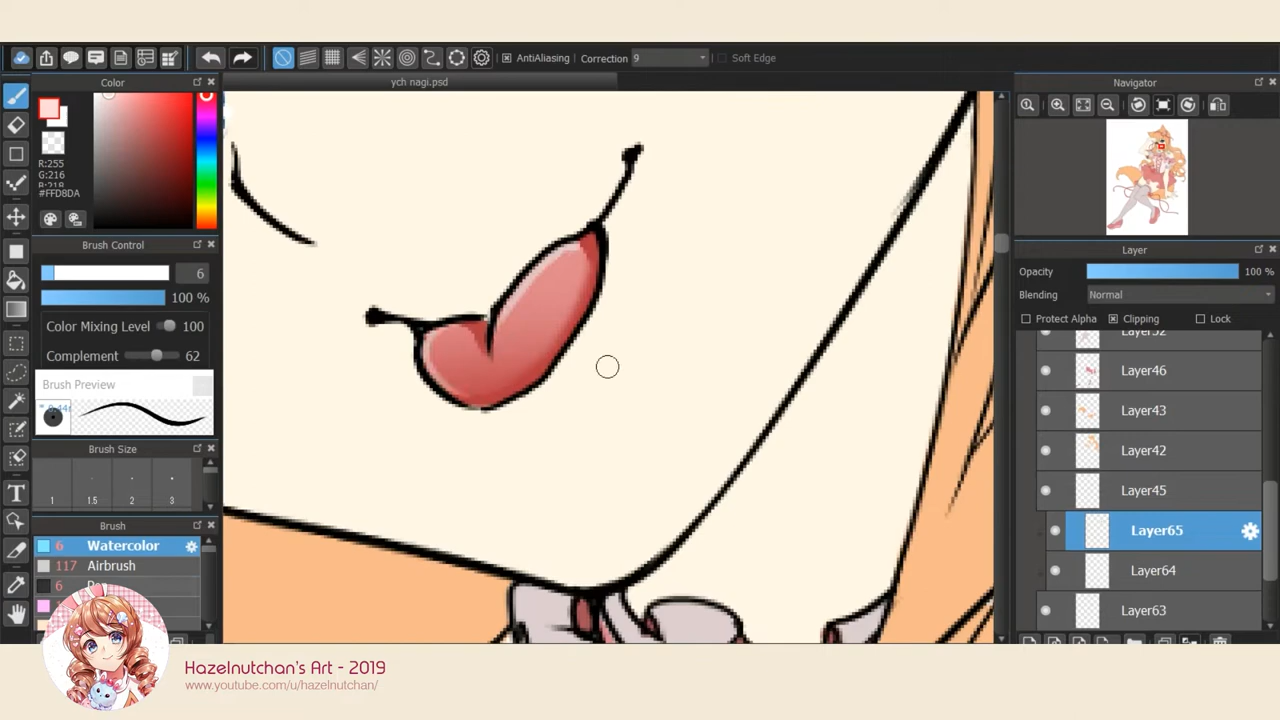 AntiAliasing
Correction
9
Soft Edge
Color
ych nagi.psd
Navigator
R:255
G:216
B:218
#FFD8DA
Brush Control
6
100 %
Color Mixing Level
100
Complement
62
Brush Preview
Brush Size
1
1.5
2
3
Brush
6
Watercolor
117
Airbrush
6
Layer
Opacity
100 %
Blending
Normal
Protect Alpha
Clipping
Lock
Layer52
Layer46
Layer43
Layer42
Layer45
Layer65
Layer64
Layer63
T
Hazelnutchan's Art - 2019
www.youtube.com/u/hazelnutchan/